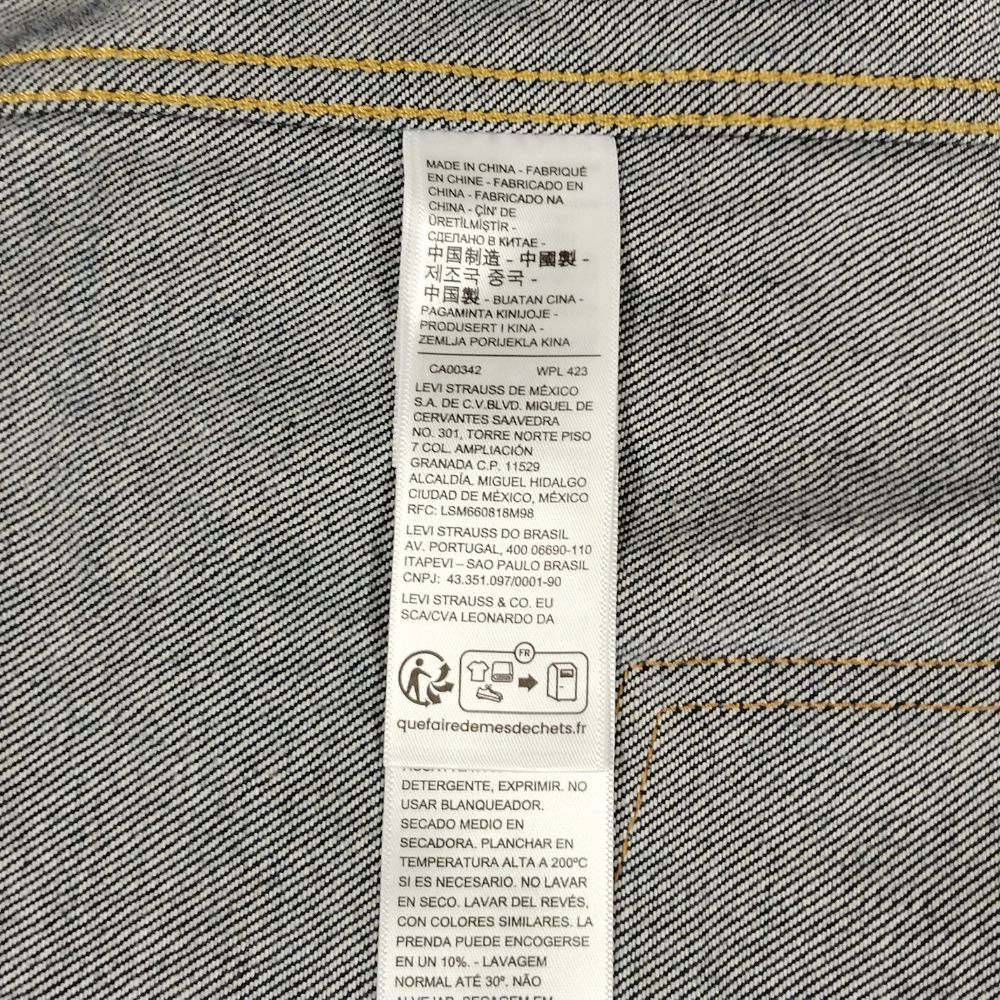 MADE IN CHINA - FABRIQUÉ
EN CHINE - FABRICADO EN
CHINA - FABRICADO NA
CHINA - ÇİN' DE
ÜRETİLMİŞTİR -
СДЕЛАНО В КИТАЕ -
中国制造 - 中國製 -
제조국 중국 -
中国製 - BUATAN CINA -
PAGAMINTA KINIJOJE -
PRODUSERT I KINA -
ZEMLJA PORIJEKLA KINA
CA00342 WPL 423
LEVI STRAUSS DE MÉXICO
S.A. DE C.V.BLVD. MIGUEL DE
CERVANTES SAAVEDRA
NO. 301, TORRE NORTE PISO
7 COL. AMPLIACIÓN
GRANADA C.P. 11529
ALCALDÍA. MIGUEL HIDALGO
CIUDAD DE MÉXICO, MÉXICO
RFC: LSM660818M98
LEVI STRAUSS DO BRASIL
AV. PORTUGAL, 400 06690-110
ITAPEVI – SAO PAULO BRASIL
CNPJ: 43.351.097/0001-90
LEVI STRAUSS & CO. EU
SCA/CVA LEONARDO DA
FR
quefairedemesdechets.fr
DETERGENTE, EXPRIMIR. NO
USAR BLANQUEADOR.
SECADO MEDIO EN
SECADORA. PLANCHAR EN
TEMPERATURA ALTA A 200ºC
SI ES NECESARIO. NO LAVAR
EN SECO. LAVAR DEL REVÉS,
CON COLORES SIMILARES. LA
PRENDA PUEDE ENCOGERSE
EN UN 10%. - LAVAGEM
NORMAL ATÉ 30º. NÃO
ALVEJAR. SECAGEM EM